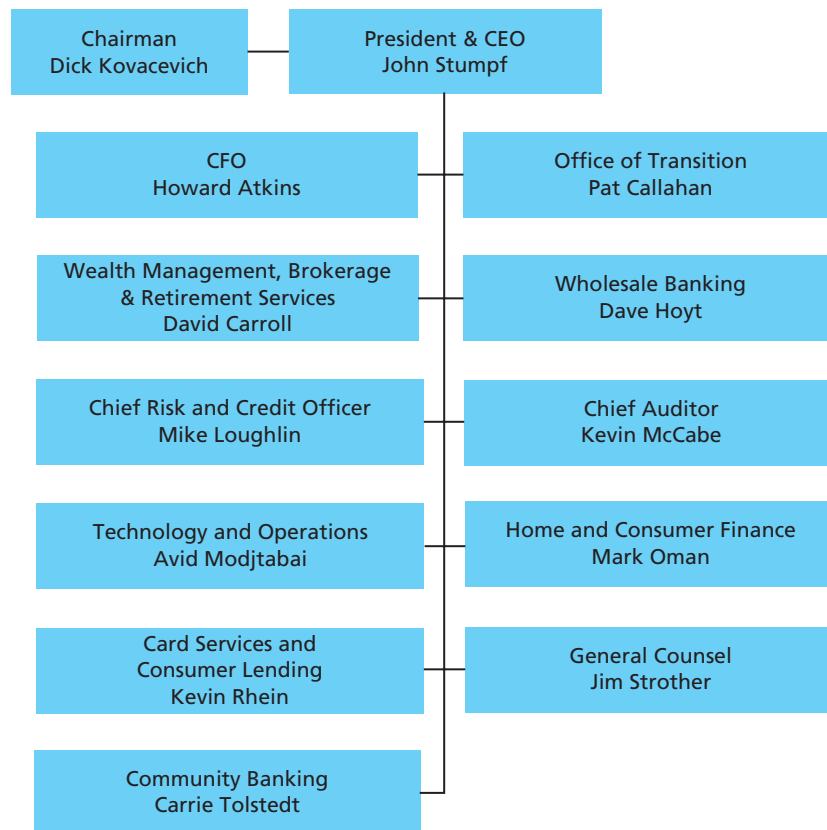 Chairman
Dick Kovacevich
President & CEO
John Stumpf
CFO
Howard Atkins
Office of Transition
Pat Callahan
Wealth Management, Brokerage
& Retirement Services
David Carroll
Wholesale Banking
Dave Hoyt
Chief Risk and Credit Officer
Mike Loughlin
Chief Auditor
Kevin McCabe
Technology and Operations
Avid Modjtabai
Home and Consumer Finance
Mark Oman
Card Services and
Consumer Lending
Kevin Rhein
General Counsel
Jim Strother
Community Banking
Carrie Tolstedt